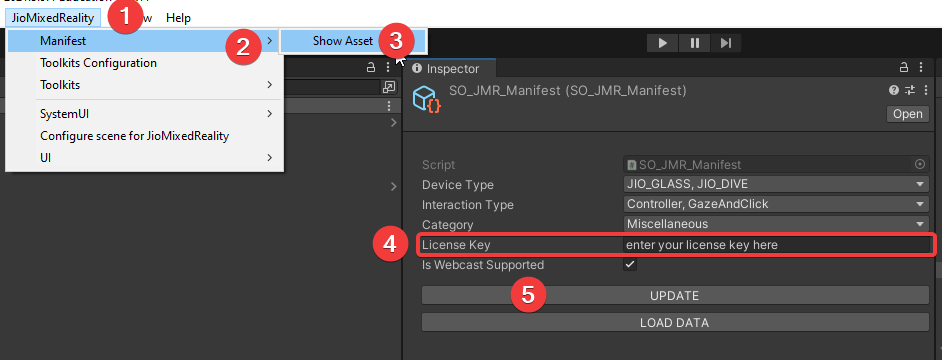 JioMixedReality
Help
1
Manifest
2
Show Asset
3
Toolkits Configuration
Toolkits
SystemUI
Configure scene for JioMixedReality
UI
Inspector
SO_JMR_Manifest (SO_JMR_Manifest)
Open
Script SO_JMR_Manifest
Device Type JIO_GLASS, JIO_DIVE
Interaction Type Controller, GazeAndClick
Category Miscellaneous
4 License Key enter your license key here
Is Webcast Supported
5 UPDATE
LOAD DATA